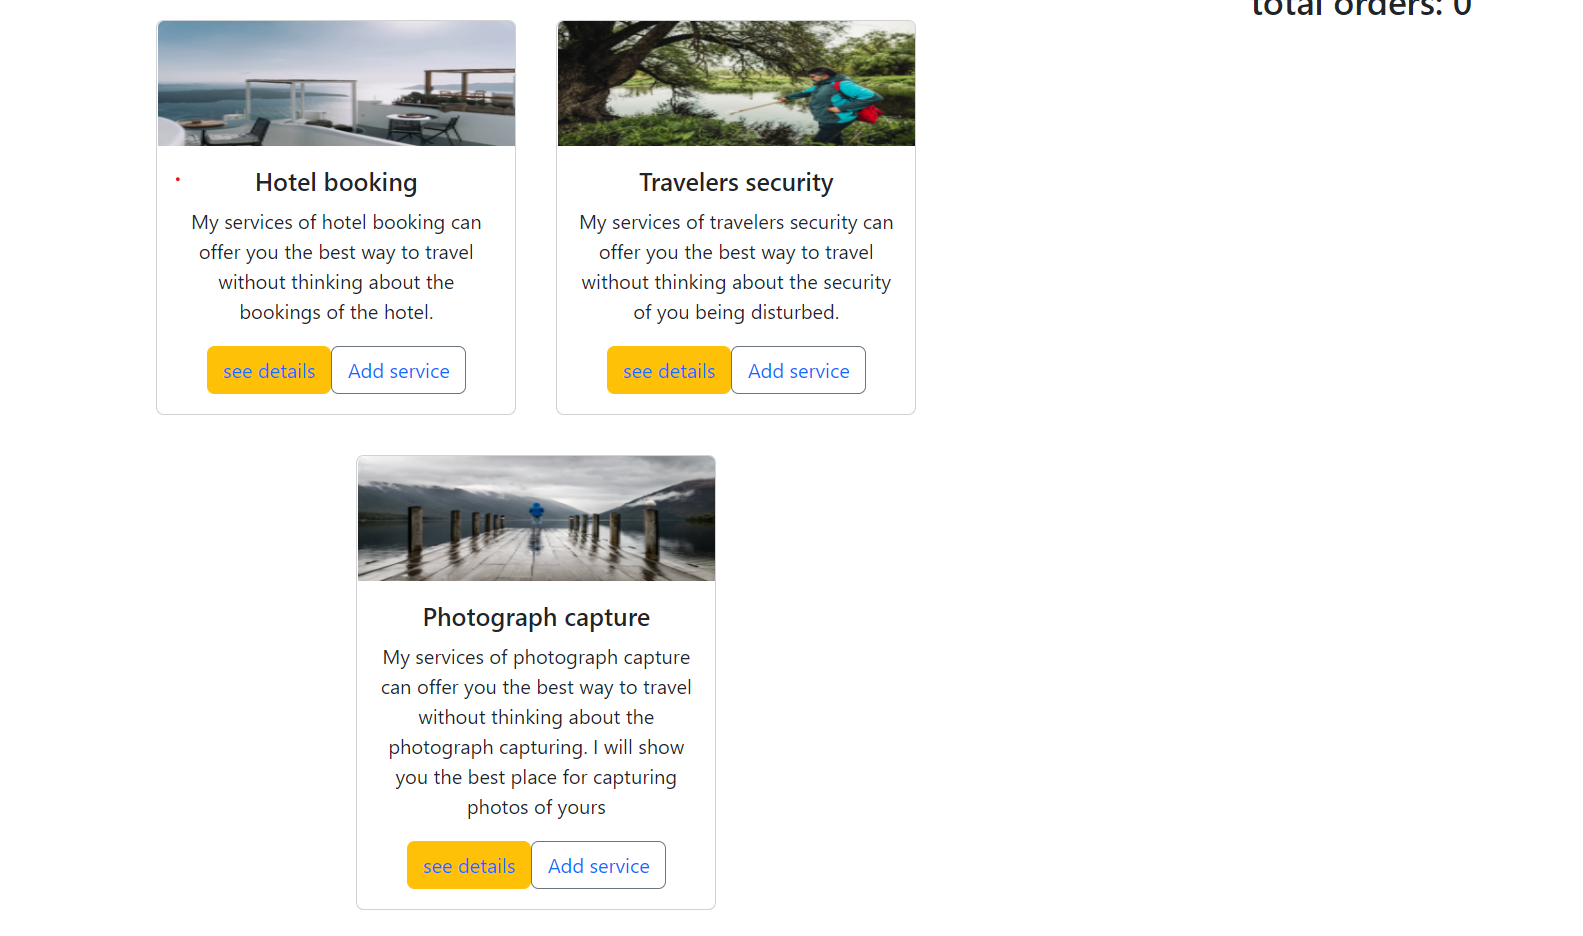 total orders: 0
Hotel booking
My services of hotel booking can
offer you the best way to travel
without thinking about the
bookings of the hotel.
see details Add service
Travelers security
My services of travelers security can
offer you the best way to travel
without thinking about the security
of you being disturbed.
see details Add service
Photograph capture
My services of photograph capture
can offer you the best way to travel
without thinking about the
photograph capturing. I will show
you the best place for capturing
photos of yours
see details Add service